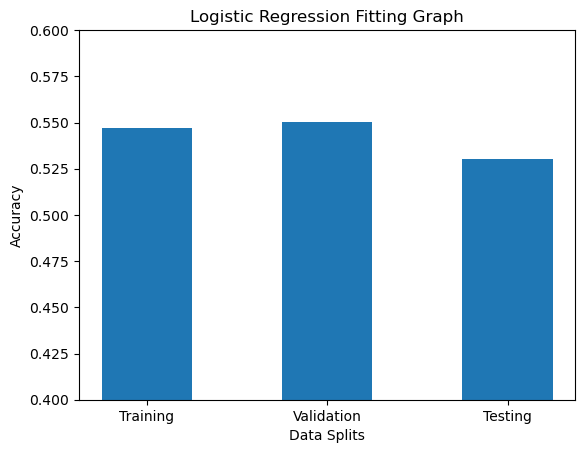 Logistic Regression Fitting Graph
0.600
0.575
0.550
0.525
0.500
0.475
0.450
0.425
0.400
Accuracy
Training Validation Testing
Data Splits